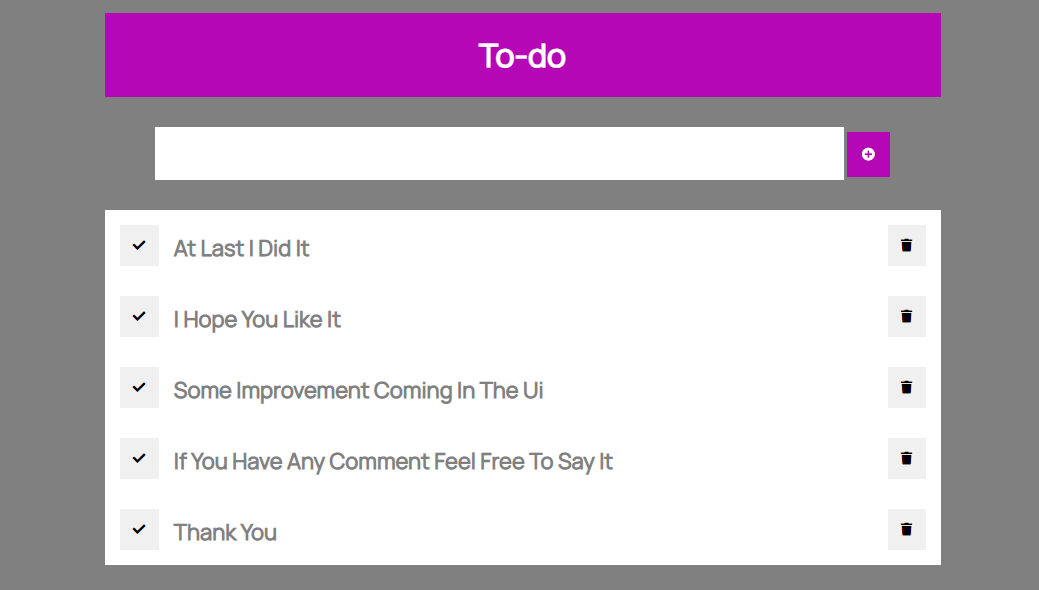 To-do
At Last I Did It
I Hope You Like It
Some Improvement Coming In The Ui
If You Have Any Comment Feel Free To Say It
Thank You